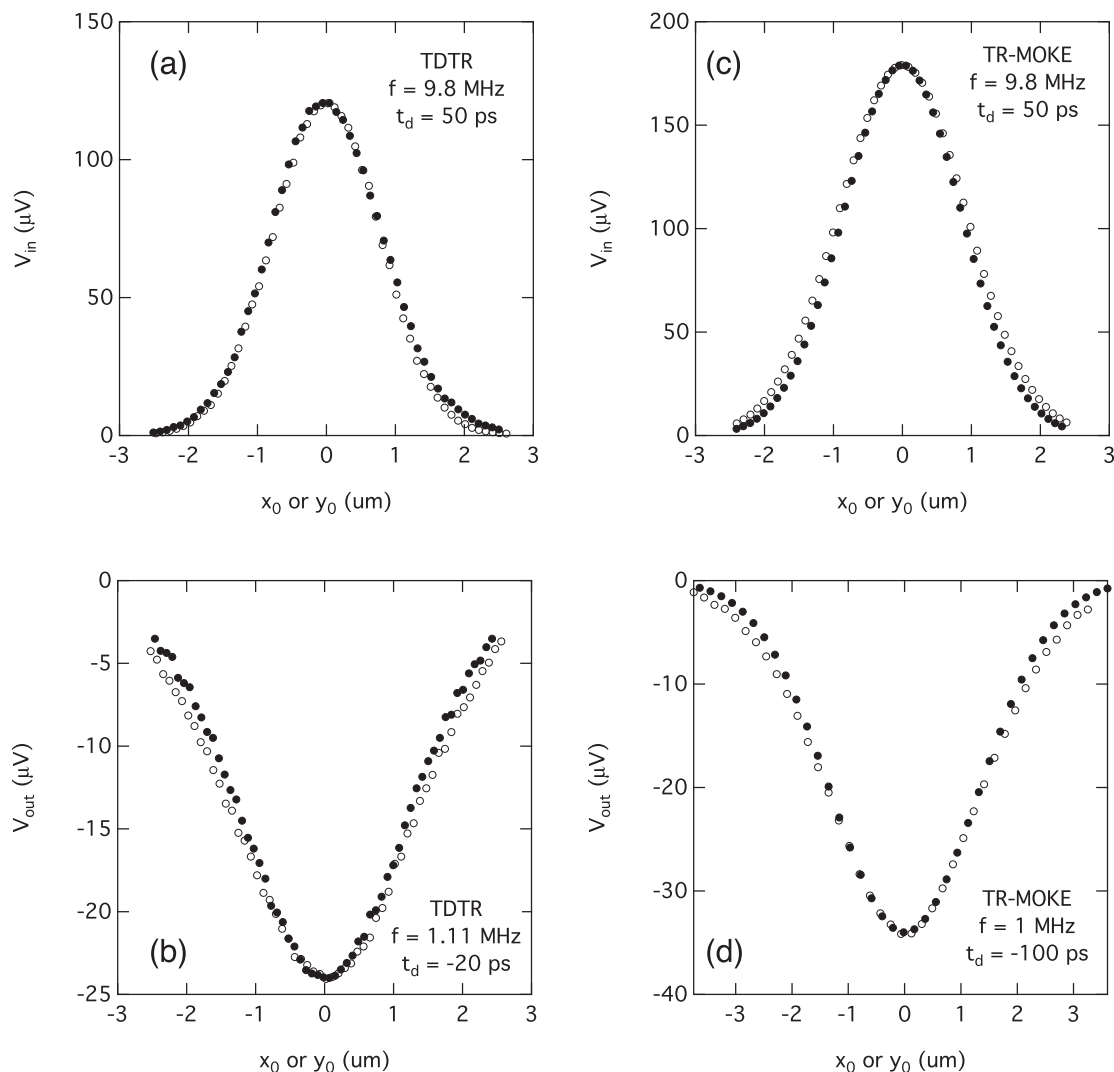 150
100
50
0
V_in (μV)
(a)
TDTR
f = 9.8 MHz
t_d = 50 ps
-3 -2 -1 0 1 2 3
x_0 or y_0 (um)
200
150
100
50
0
V_in (μV)
(c)
TR-MOKE
f = 9.8 MHz
t_d = 50 ps
-3 -2 -1 0 1 2 3
x_0 or y_0 (um)
0
-5
-10
-15
-20
-25
V_out (μV)
(b)
TDTR
f = 1.11 MHz
t_d = -20 ps
-3 -2 -1 0 1 2 3
x_0 or y_0 (um)
0
-10
-20
-30
-40
V_out (μV)
(d)
TR-MOKE
f = 1 MHz
t_d = -100 ps
-3 -2 -1 0 1 2 3
x_0 or y_0 (um)